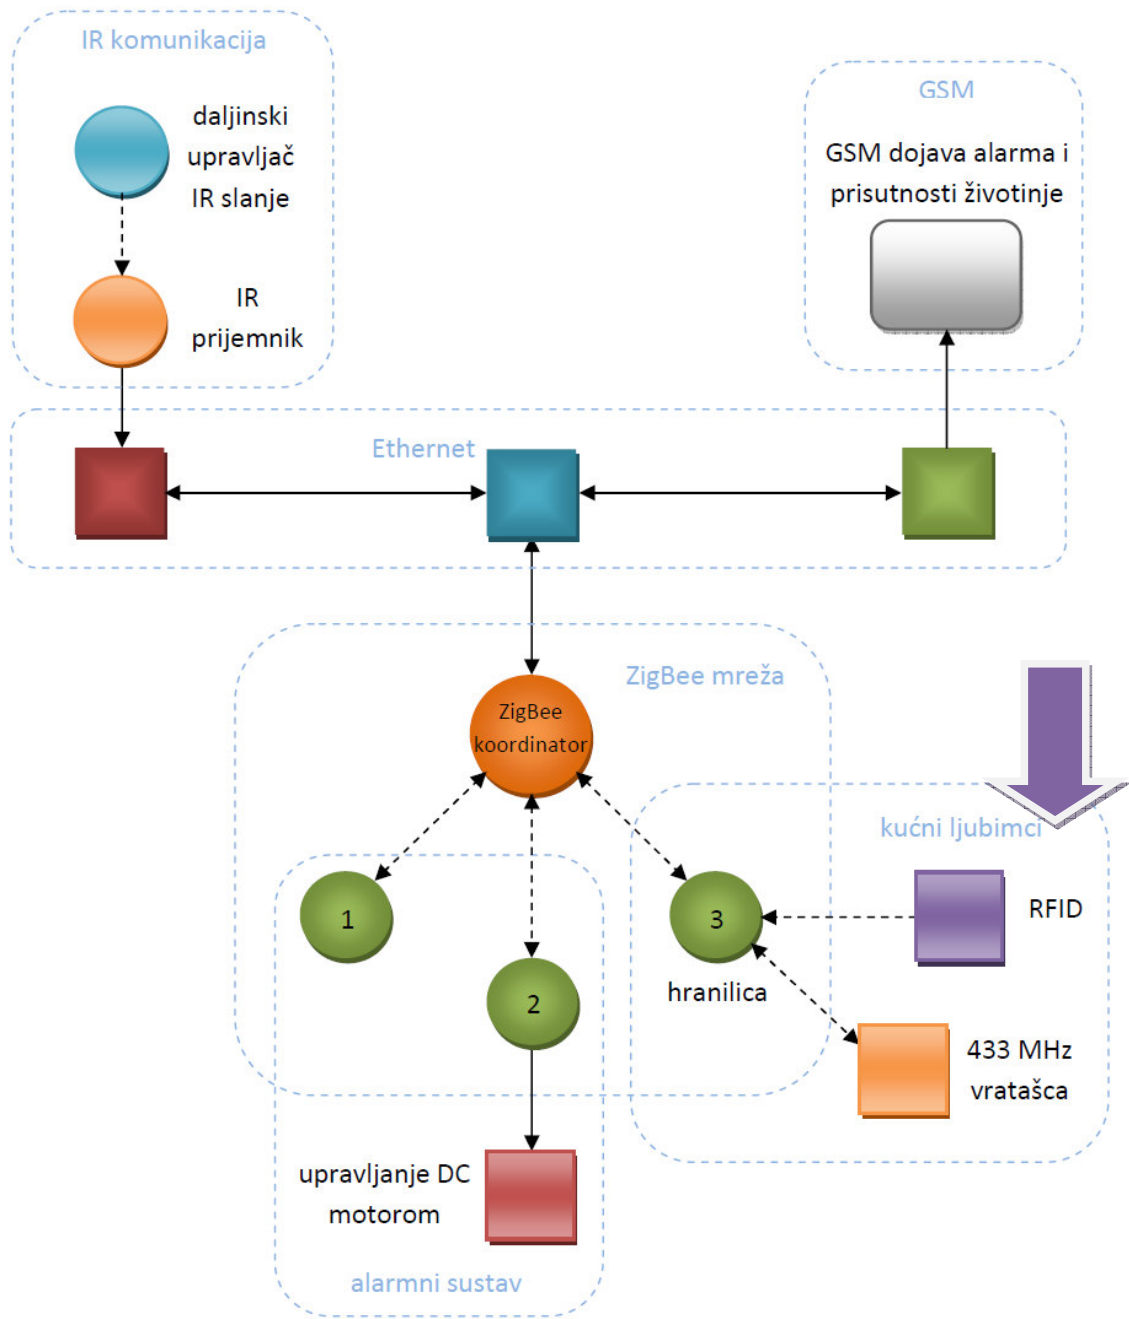 IR komunikacija
daljinski
upravljač
IR slanje
IR
prijemnik
GSM
GSM dojava alarma i
prisutnosti životinje
Ethernet
ZigBee mreža
ZigBee
koordinator
kućni ljubimci
1
2
3
hranilica
RFID
433 MHz
vratašca
upravljanje DC
motorom
alarmni sustav